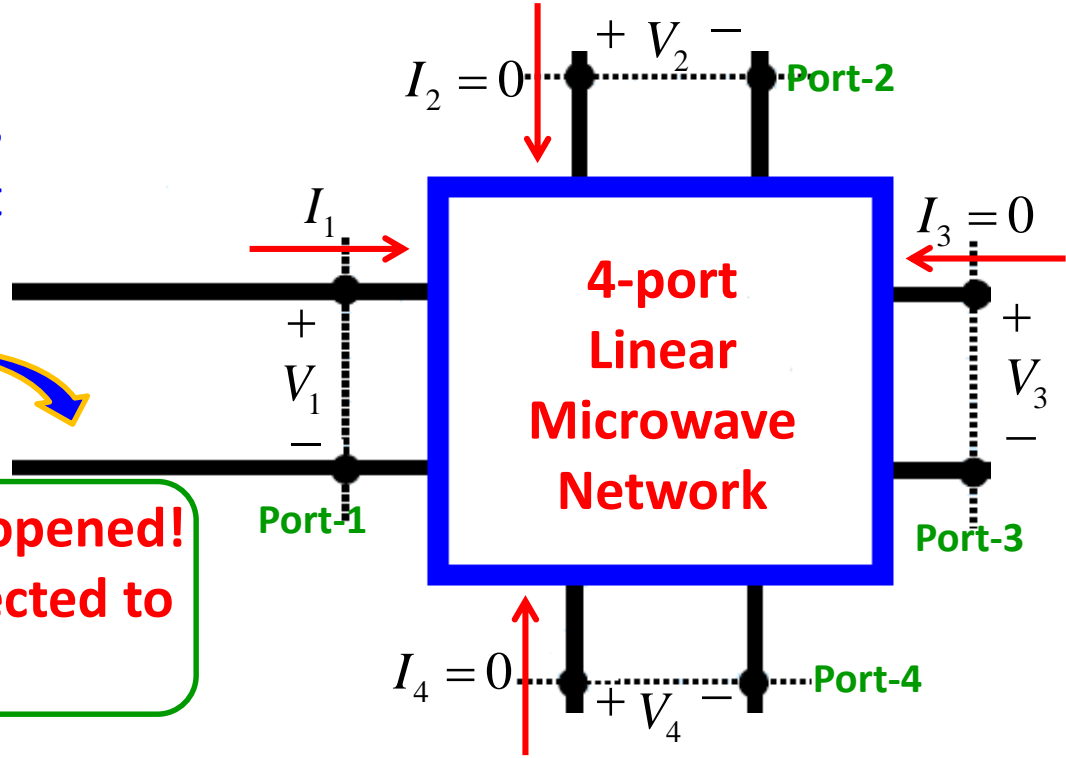 + V₂ −
I₂ = 0
Port-2
I₁
I₃ = 0
+
V₁
−
4-port
Linear
Microwave
Network
+
V₃
−
Port-1
opened!
Port-3
ected to
I₄ = 0
+ V₄ −
Port-4